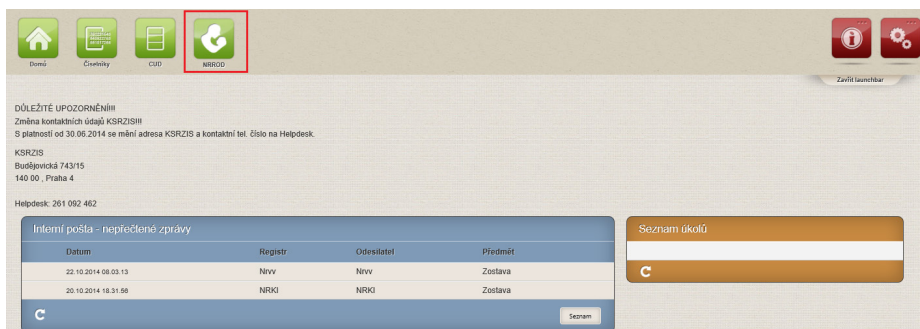 Domů
Číselníky
CUD
NRROD
Zavřít launchbar
DŮLEŽITÉ UPOZORNĚNÍ!!!
Změna kontaktních údajů KSRZIS!!!
S platností od 30.06.2014 se mění adresa KSRZIS a kontaktní tel. číslo na Helpdesk.
KSRZIS
Budějovická 743/15
140 00 , Praha 4
Helpdesk: 261 092 462
Interní pošta - nepřečtené zprávy
Seznam úkolů
Datum Registr Odesilatel Předmět
22.10.2014 08.03.13 Nrvv Nrvv Zostava
20.10.2014 18.31.56 NRKI NRKI Zostava
Seznam